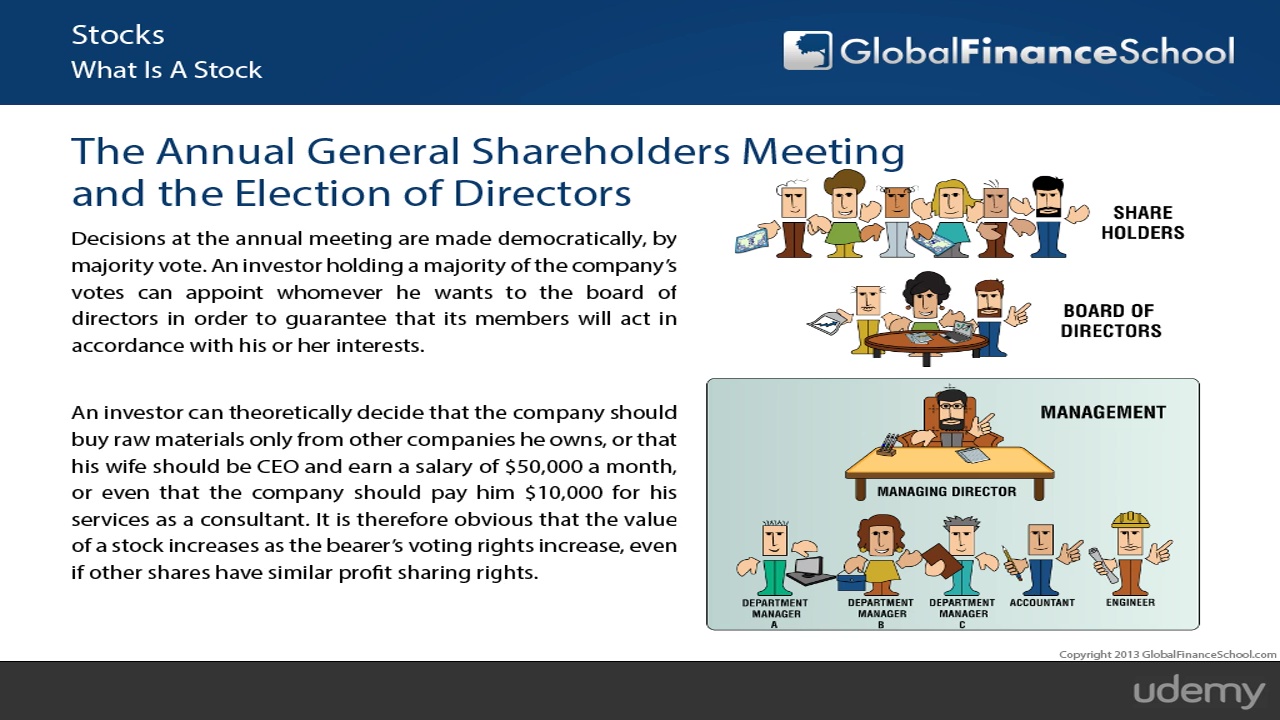 Stocks
What Is A Stock
GlobalFinanceSchool
The Annual General Shareholders Meeting
and the Election of Directors
Decisions at the annual meeting are made democratically, by
majority vote. An investor holding a majority of the company's
votes can appoint whomever he wants to the board of
directors in order to guarantee that its members will act in
accordance with his or her interests.
An investor can theoretically decide that the company should
buy raw materials only from other companies he owns, or that
his wife should be CEO and earn a salary of $50,000 a month,
or even that the company should pay him $10,000 for his
services as a consultant. It is therefore obvious that the value
of a stock increases as the bearer's voting rights increase, even
if other shares have similar profit sharing rights.
SHARE
HOLDERS
BOARD OF
DIRECTORS
MANAGEMENT
MANAGING DIRECTOR
DEPARTMENT
MANAGER
A
DEPARTMENT
MANAGER
B
DEPARTMENT
MANAGER
C
ACCOUNTANT
ENGINEER
Copyright 2013 GlobalFinanceSchool.com
udemy